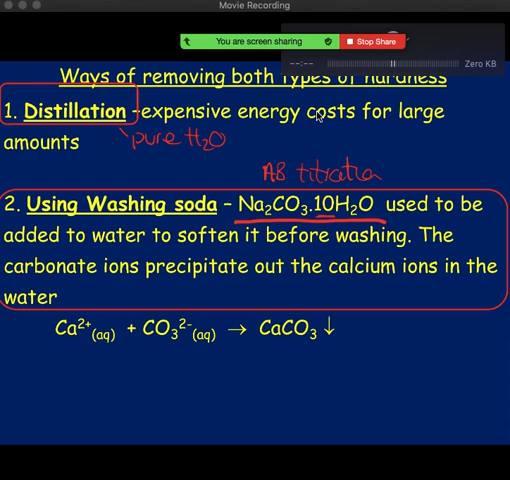 Movie Recording
You are screen sharing
Stop Share
--:--
Zero KB
Ways of removing both types of hardness
1. Distillation -expensive energy costs for large
amounts
pure H₂O
AB titration
2. Using Washing soda – Na₂CO₃.10H₂O used to be
added to water to soften it before washing. The
carbonate ions precipitate out the calcium ions in the
water
Ca²⁺(aq) + CO₃²⁻(aq) → CaCO₃ ↓